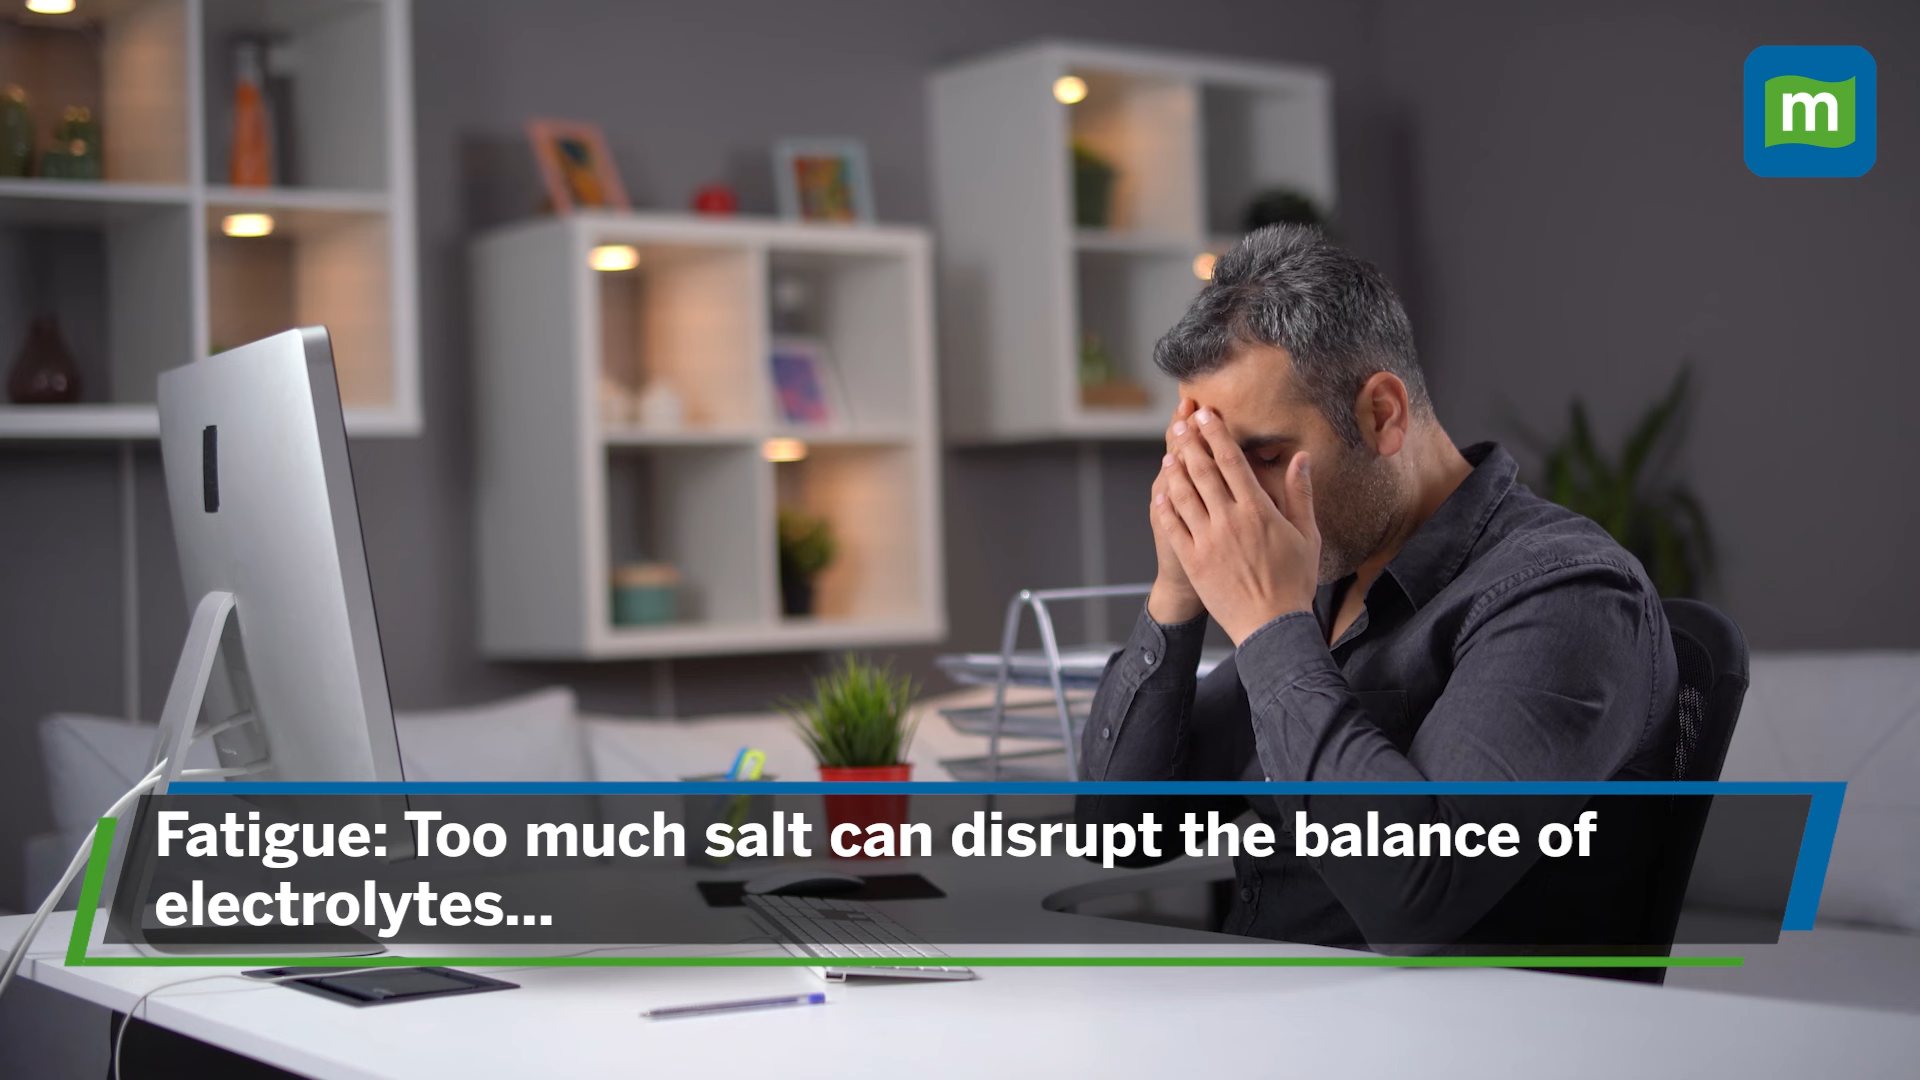 m
Fatigue: Too much salt can disrupt the balance of
electrolytes...